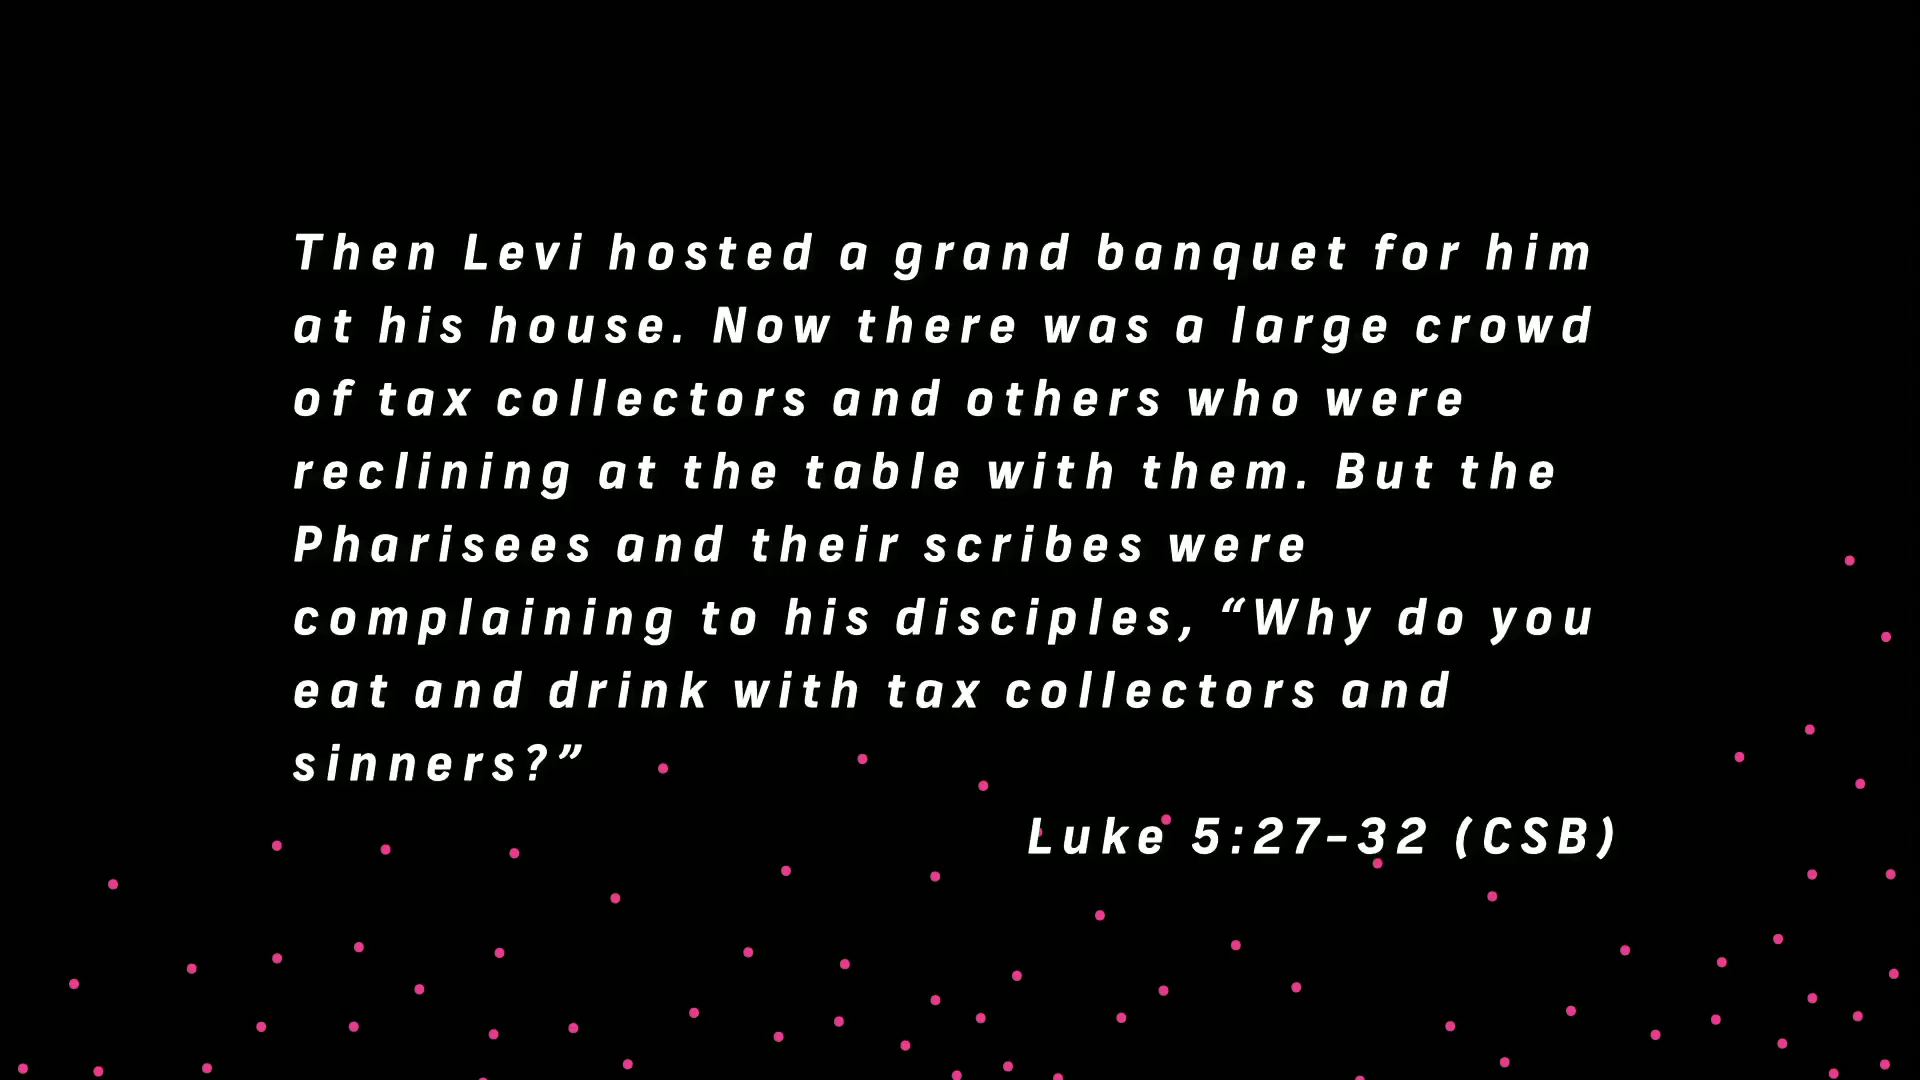 Then Levi hosted a grand banquet for him
at his house. Now there was a large crowd
of tax collectors and others who were
reclining at the table with them. But the
Pharisees and their scribes were
complaining to his disciples, “Why do you
eat and drink with tax collectors and
sinners?”
Luke 5:27–32 (CSB)